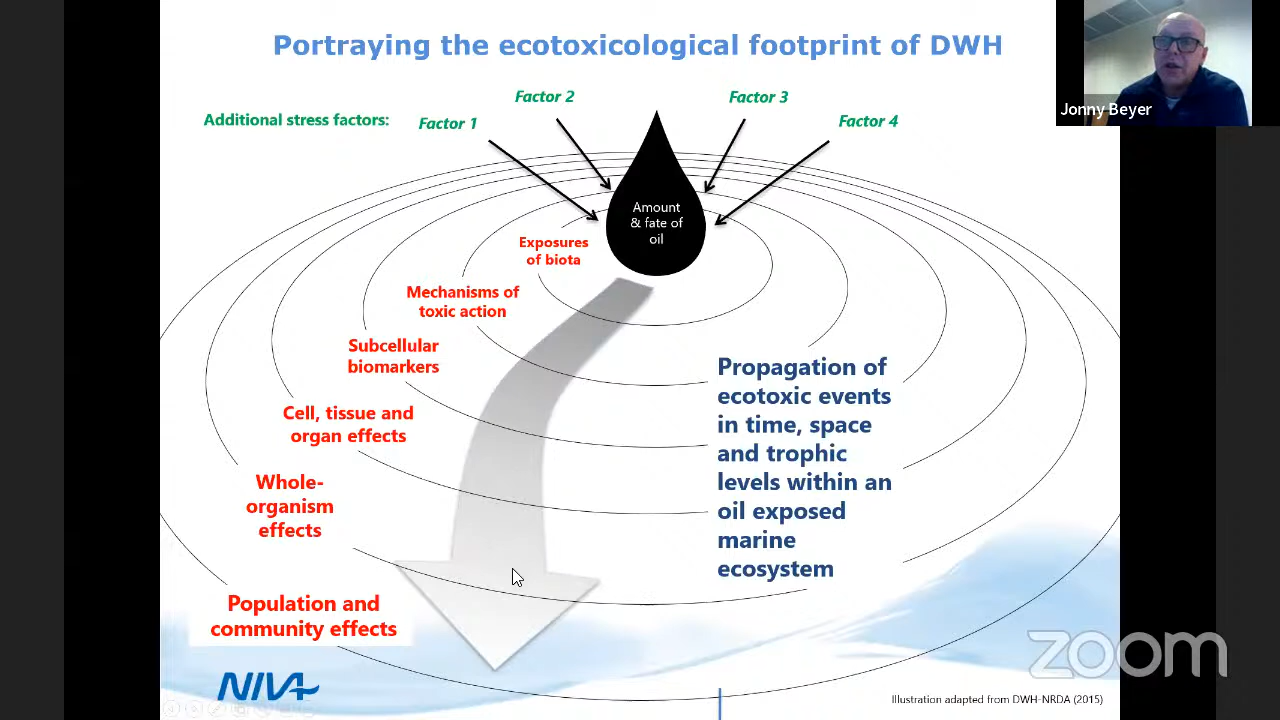 Portraying the ecotoxicological footprint of DWH
Jonny Beyer
Additional stress factors:
Factor 1
Factor 2
Factor 3
Factor 4
Amount
& fate of
oil
Exposures
of biota
Mechanisms of
toxic action
Subcellular
biomarkers
Cell, tissue and
organ effects
Whole-
organism
effects
Population and
community effects
Propagation of
ecotoxic events
in time, space
and trophic
levels within an
oil exposed
marine
ecosystem
NIVA
zoom
Illustration adapted from DWH-NRDA (2015)